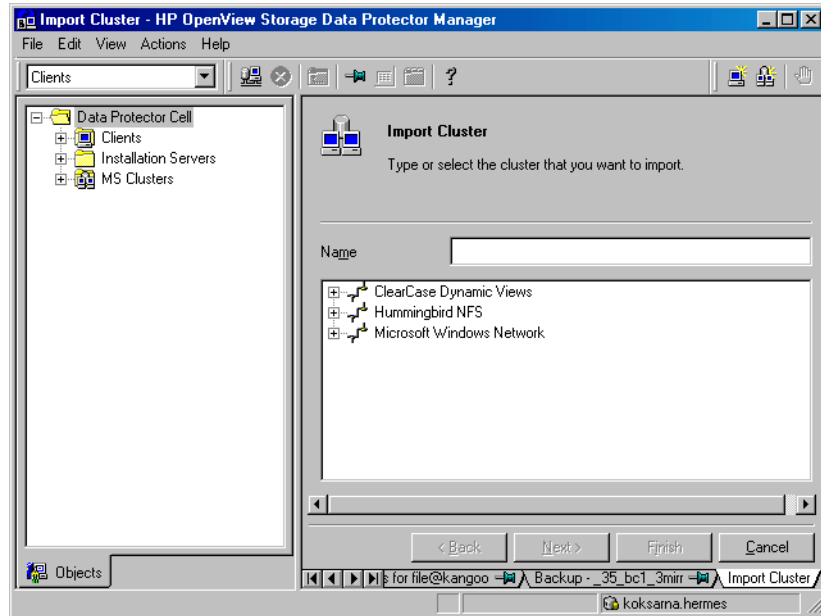 Import Cluster - HP OpenView Storage Data Protector Manager
File Edit View Actions Help
Clients
Data Protector Cell
Clients
Installation Servers
MS Clusters
Objects
Import Cluster
Type or select the cluster that you want to import.
Name
ClearCase Dynamic Views
Hummingbird NFS
Microsoft Windows Network
< Back Next > Finish Cancel
s for file@kangoo Backup - _35_bc1_3mirr Import Cluster
koksarna.hermes